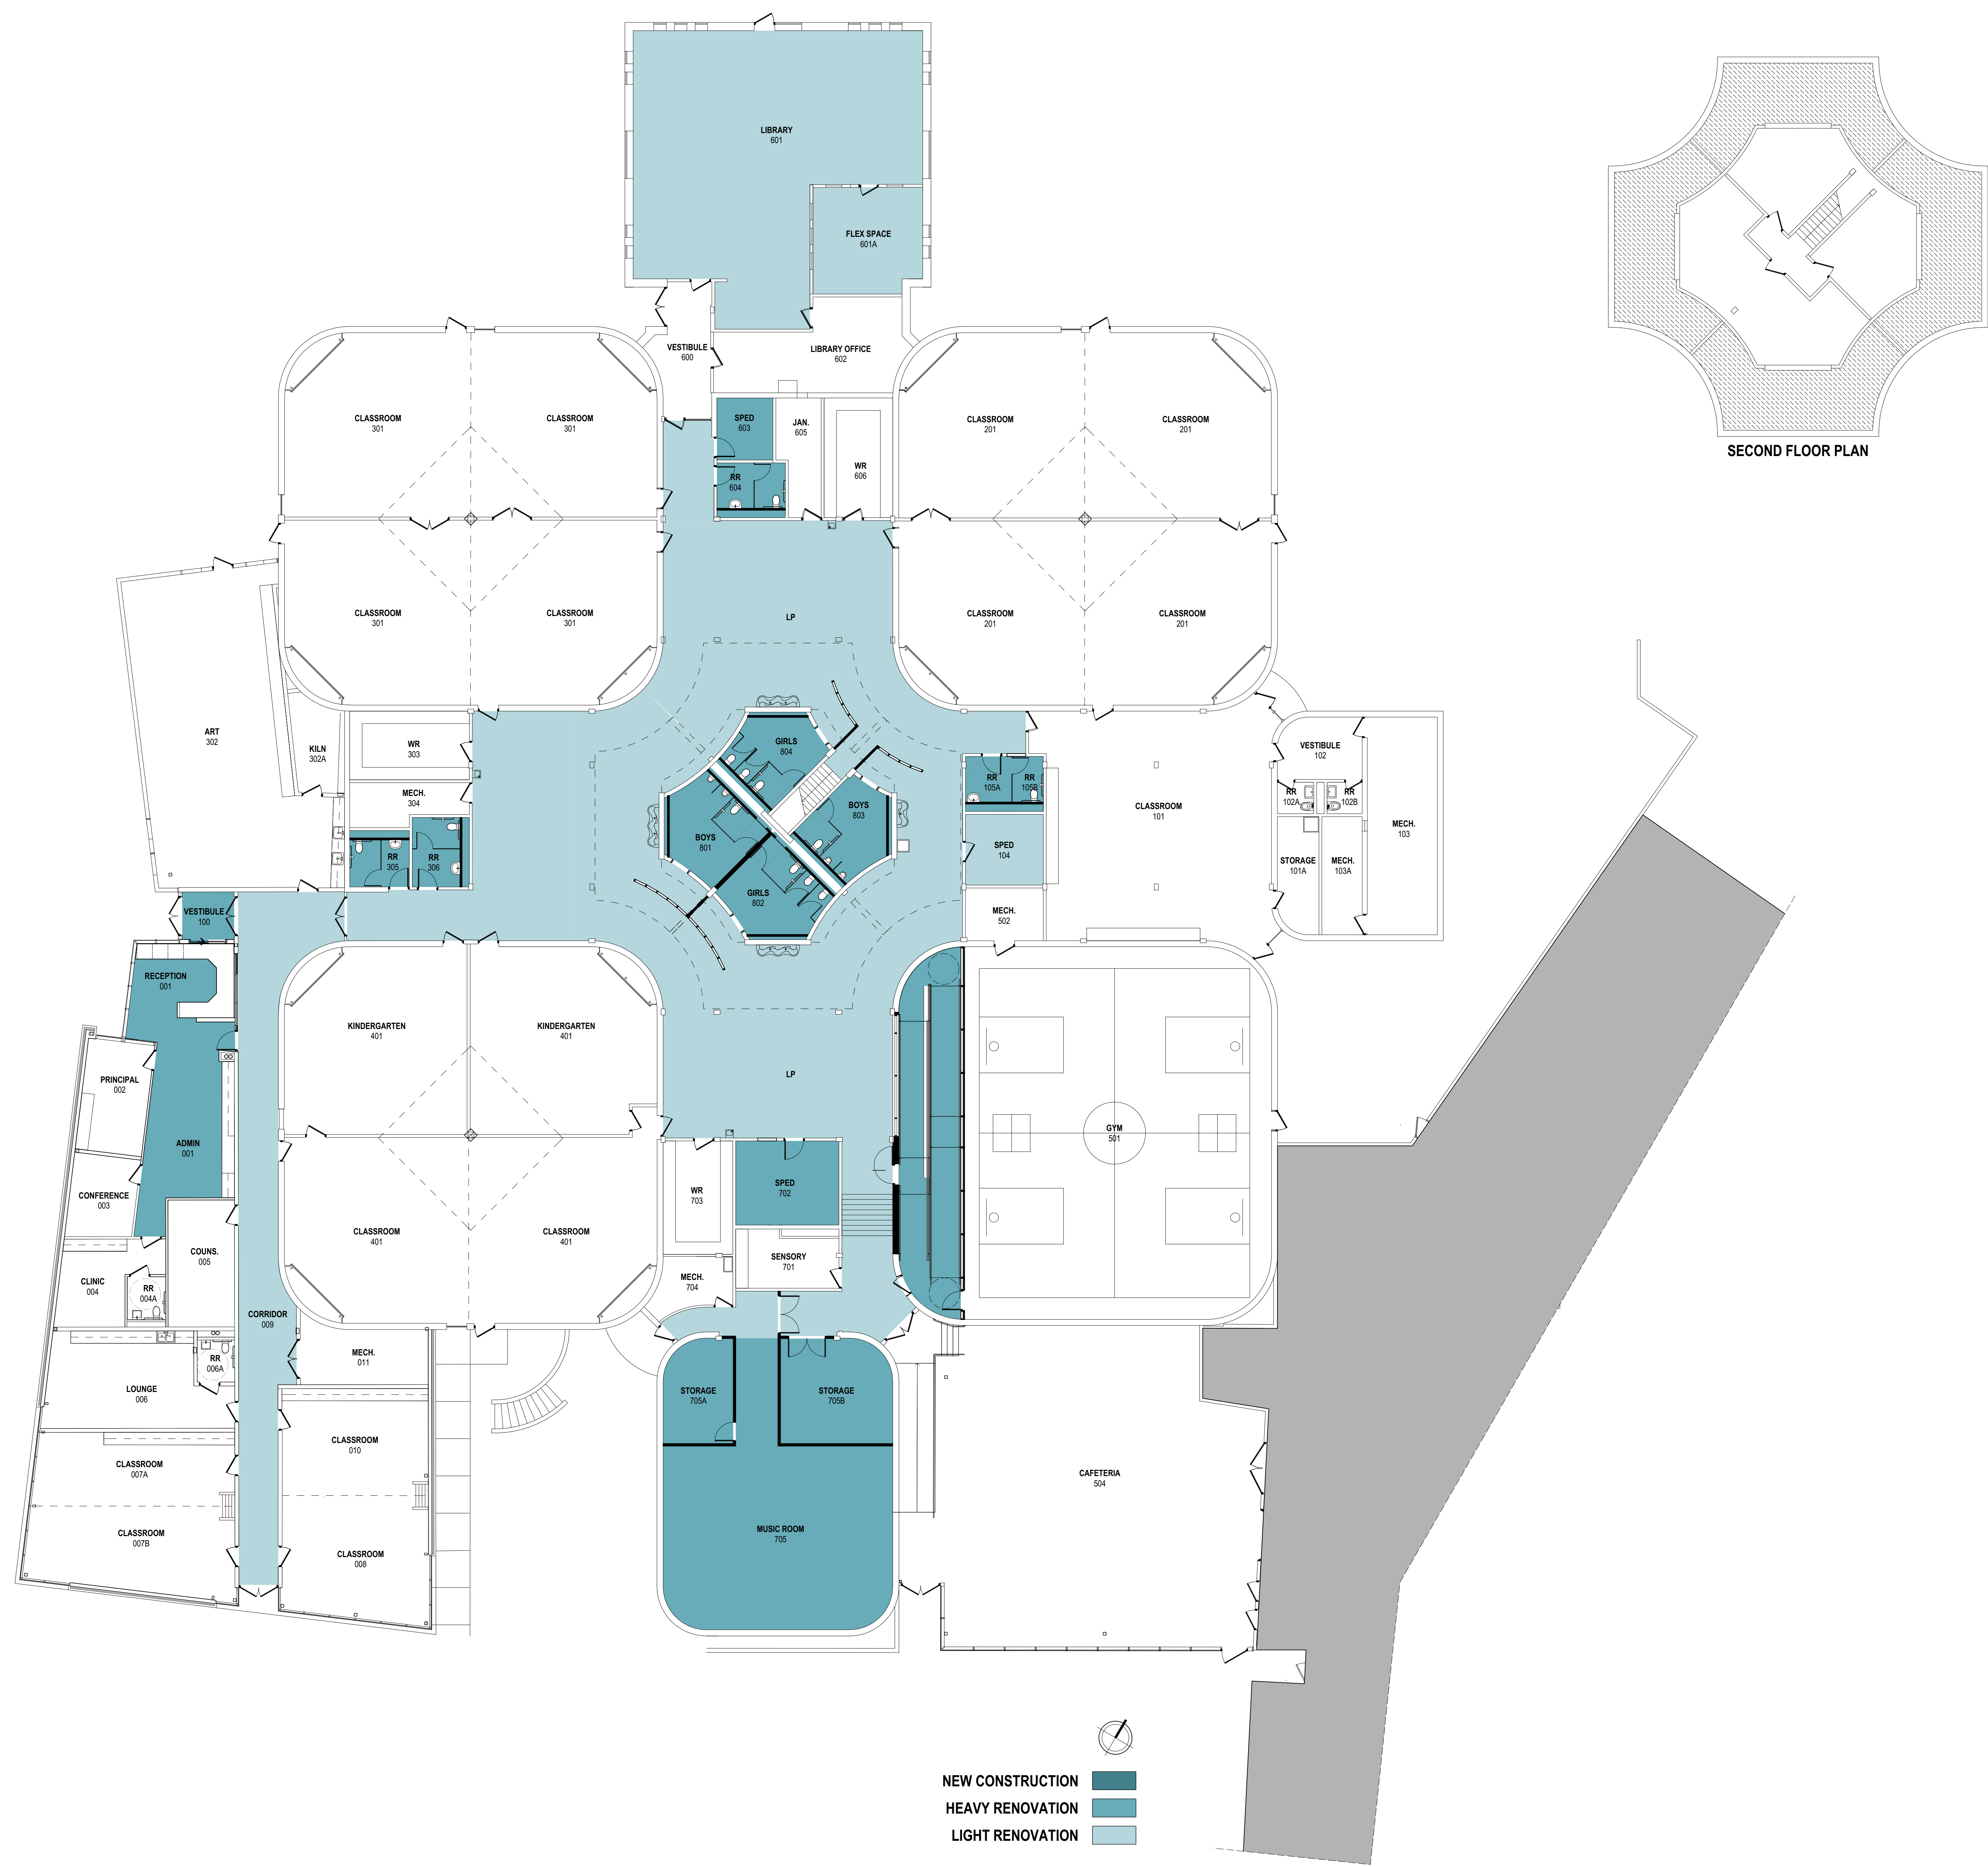 LIBRARY
601
FLEX SPACE
601A
SECOND FLOOR PLAN
VESTIBULE
600
LIBRARY OFFICE
602
CLASSROOM
301
CLASSROOM
301
SPED
603
JAN.
605
CLASSROOM
201
CLASSROOM
201
WR
606
RR
604
CLASSROOM
301
CLASSROOM
301
LP
CLASSROOM
201
CLASSROOM
201
ART
302
KILN
302A
WR
303
GIRLS
804
VESTIBULE
102
RR
105A
RR
105B
MECH.
304
BOYS
803
CLASSROOM
101
RR
102A
RR
102B
MECH.
103
BOYS
801
SPED
104
STORAGE
101A
MECH.
103A
RR
305
RR
306
GIRLS
802
VESTIBULE
100
MECH.
502
RECEPTION
001
KINDERGARTEN
401
KINDERGARTEN
401
PRINCIPAL
002
LP
ADMIN
001
GYM
501
CONFERENCE
003
WR
703
SPED
702
COUNS.
005
CLASSROOM
401
CLASSROOM
401
CLINIC
004
RR
004A
SENSORY
701
MECH.
704
CORRIDOR
009
MECH.
011
RR
006A
LOUNGE
006
STORAGE
705A
STORAGE
705B
CLASSROOM
010
CLASSROOM
007A
CAFETERIA
504
CLASSROOM
007B
MUSIC ROOM
705
CLASSROOM
008
NEW CONSTRUCTION
HEAVY RENOVATION
LIGHT RENOVATION